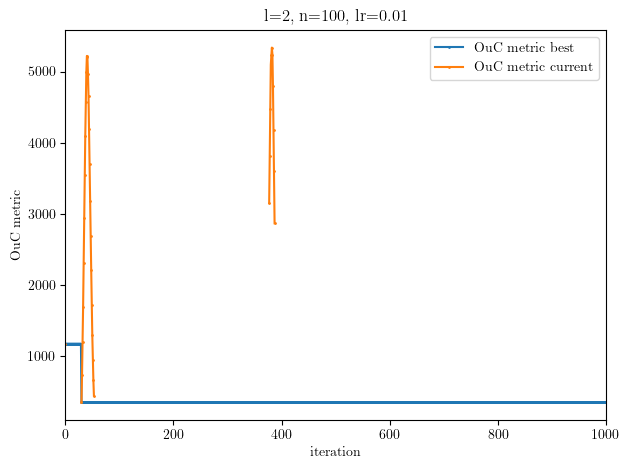 l=2, n=100, lr=0.01
OuC metric best
OuC metric current
OuC metric
5000
4000
3000
2000
1000
0
200
400
600
800
1000
iteration